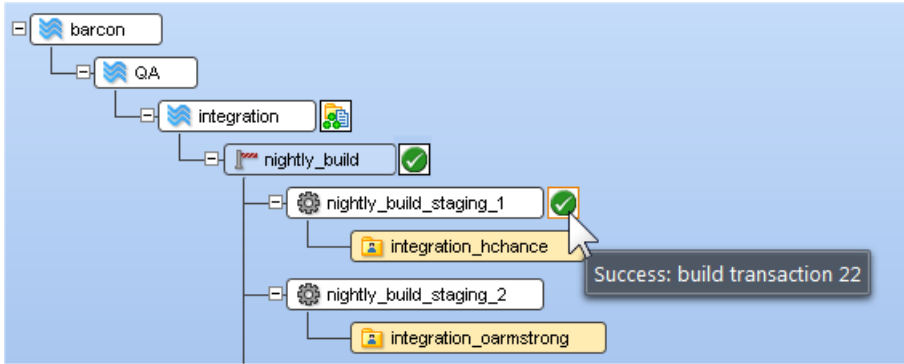 barcon
QA
integration
nightly_build
nightly_build_staging_1
integration_hchance
Success: build transaction 22
nightly_build_staging_2
integration_oarmstrong